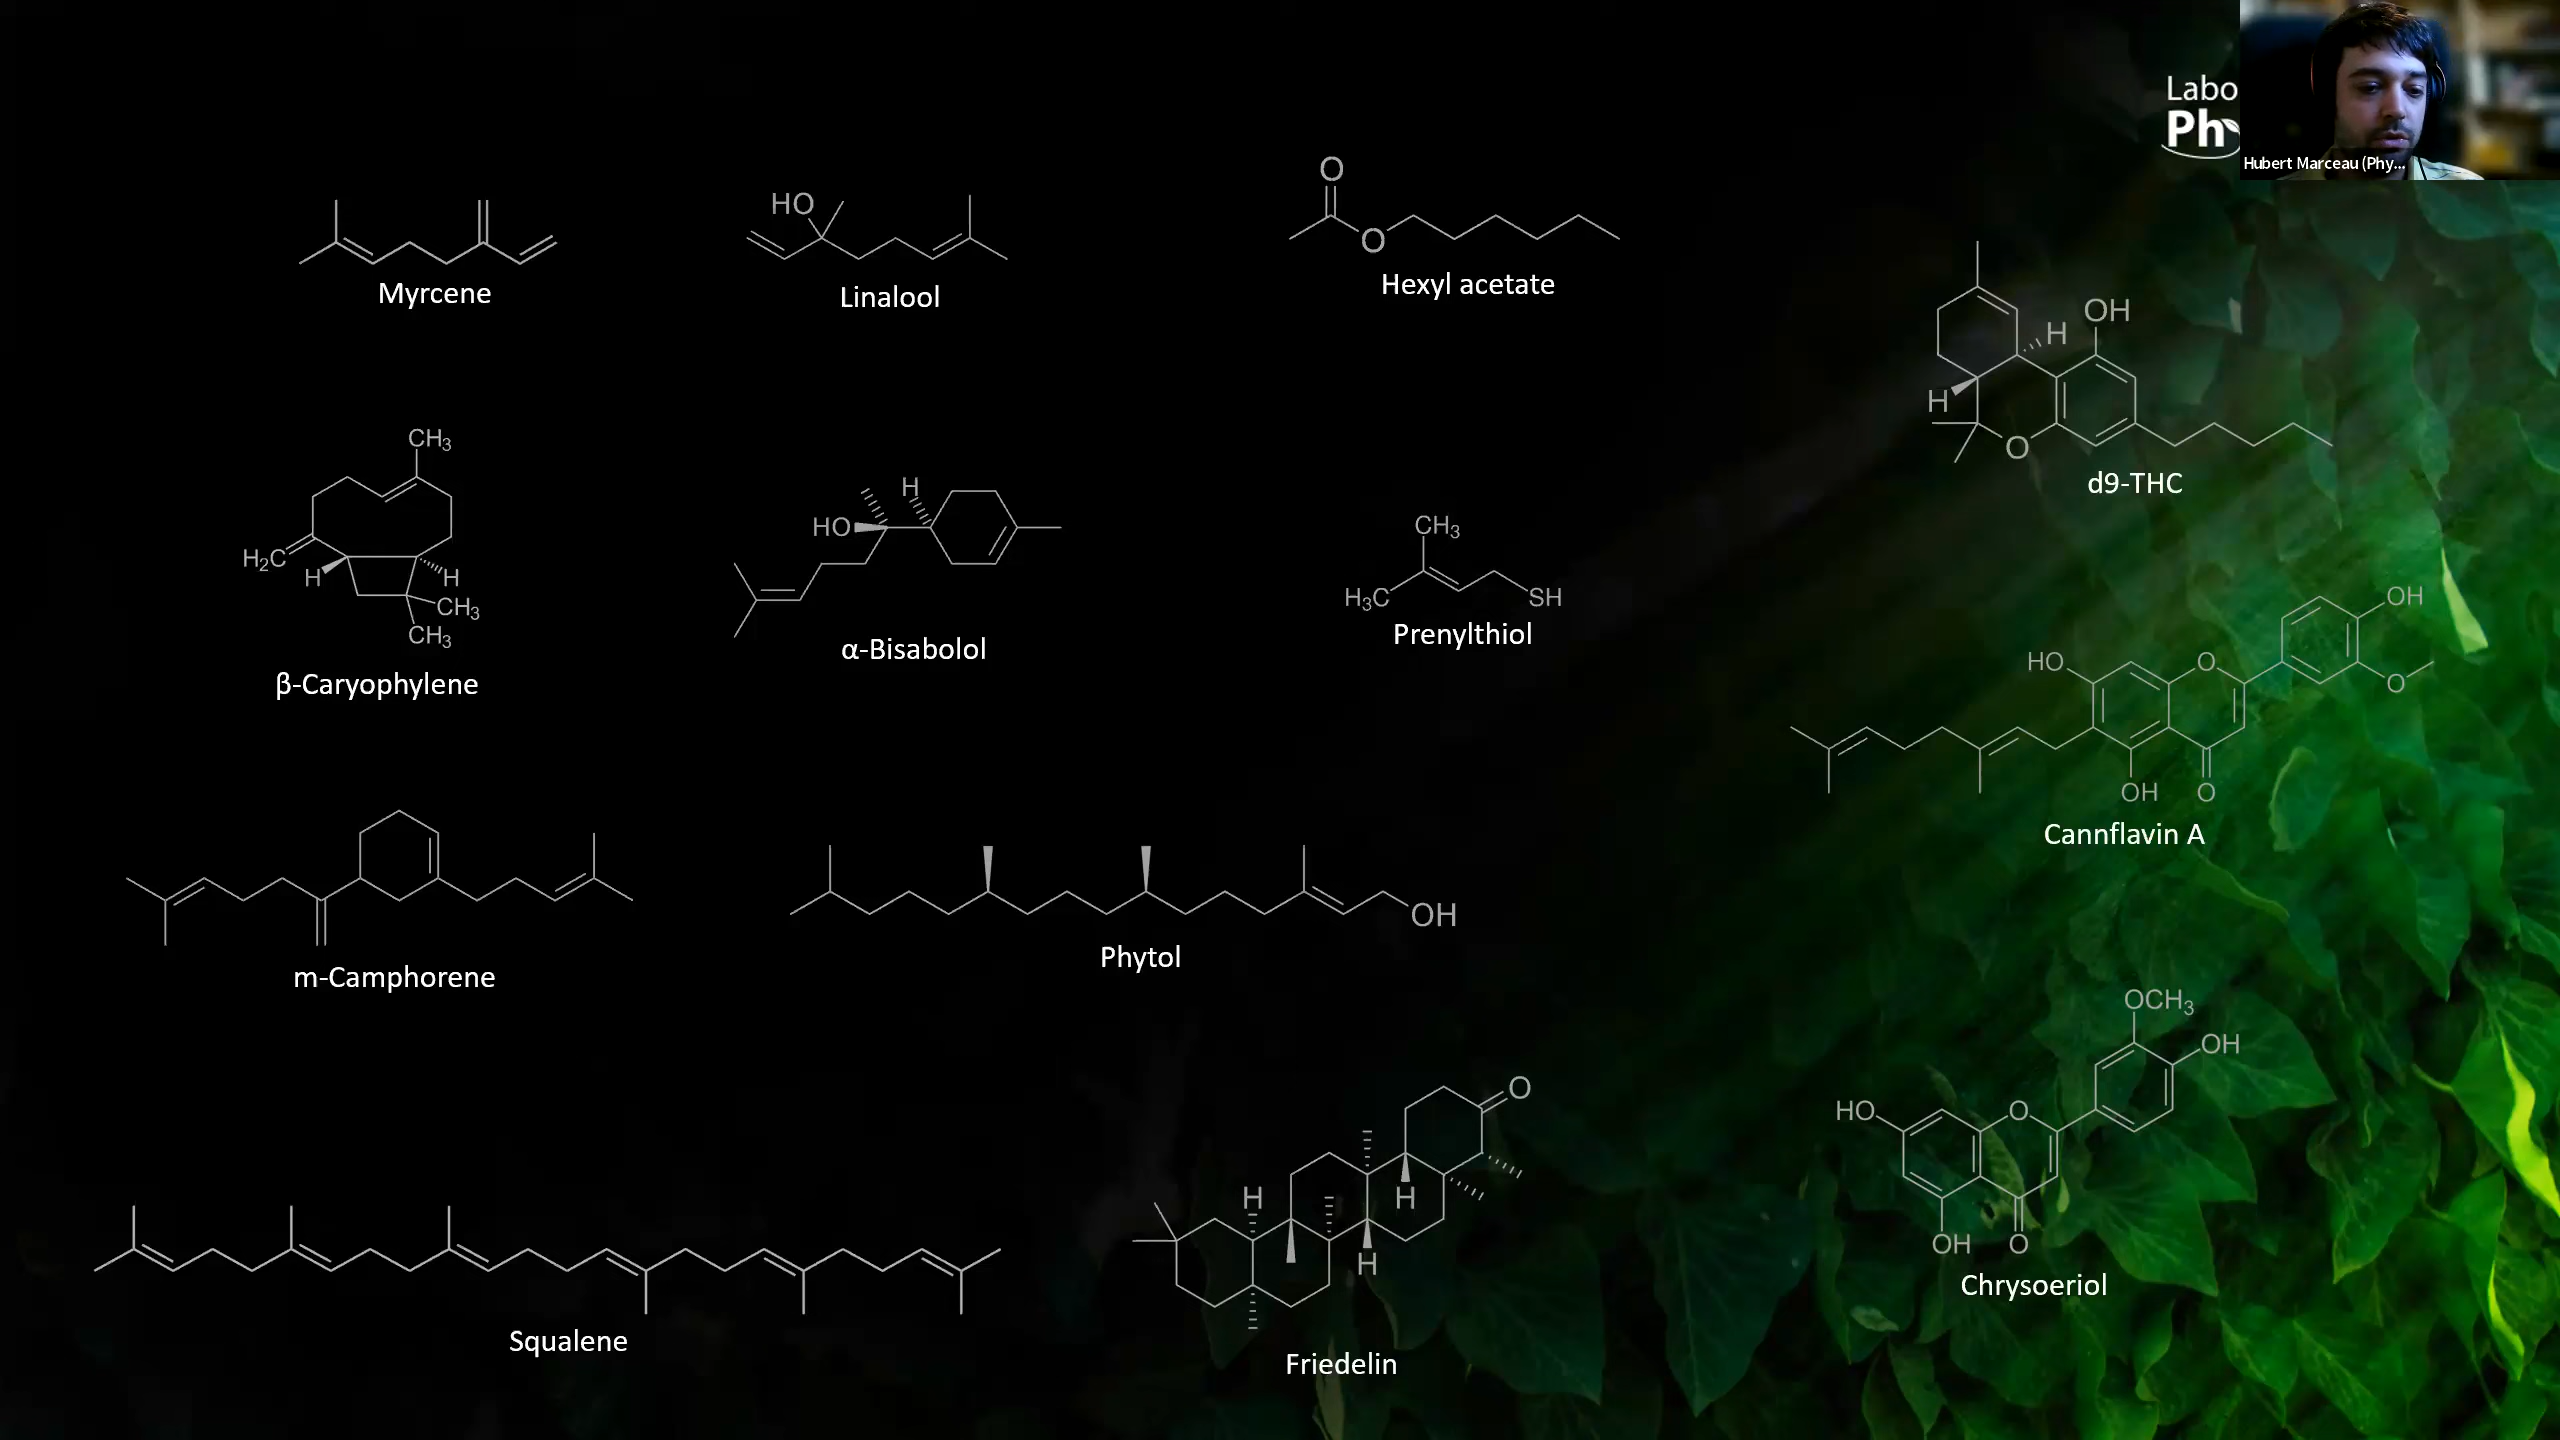 Labo
Ph
Hubert Marceau (Phy...
HO
Myrcene
Linalool
O
O
Hexyl acetate
OH
H
H
O
d9-THC
CH3
H2C
H
H
CH3
CH3
β-Caryophylene
HO
H
α-Bisabolol
CH3
H3C
SH
Prenylthiol
OH
HO
O
O
OH
O
Cannflavin A
m-Camphorene
OH
Phytol
OCH3
OH
HO
O
OH
O
Chrysoeriol
Squalene
O
H
H
H
Friedelin